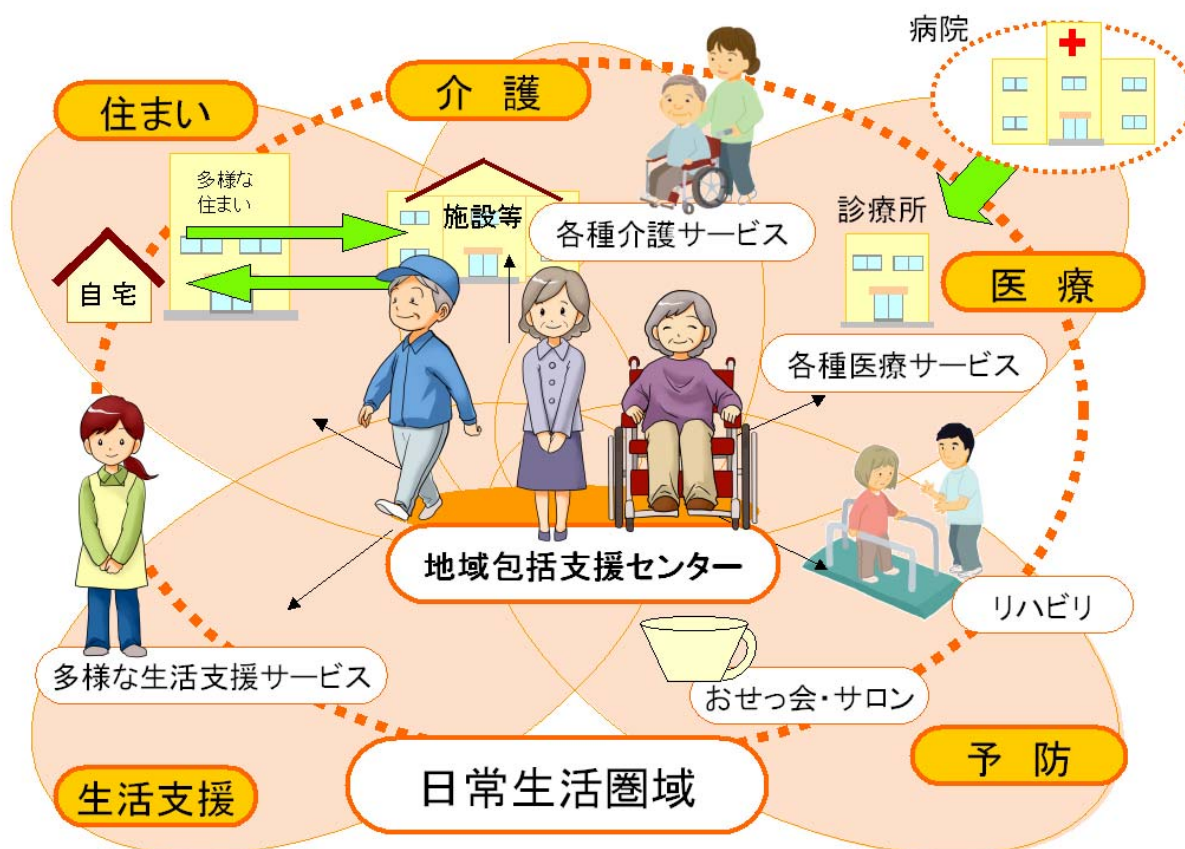 病院
介 護
住まい
多様な
住まい
施設等
診療所
各種介護サービス
自宅
医 療
各種医療サービス
地域包括支援センター
リハビリ
多様な生活支援サービス
おせっ会・サロン
予 防
日常生活圏域
生活支援